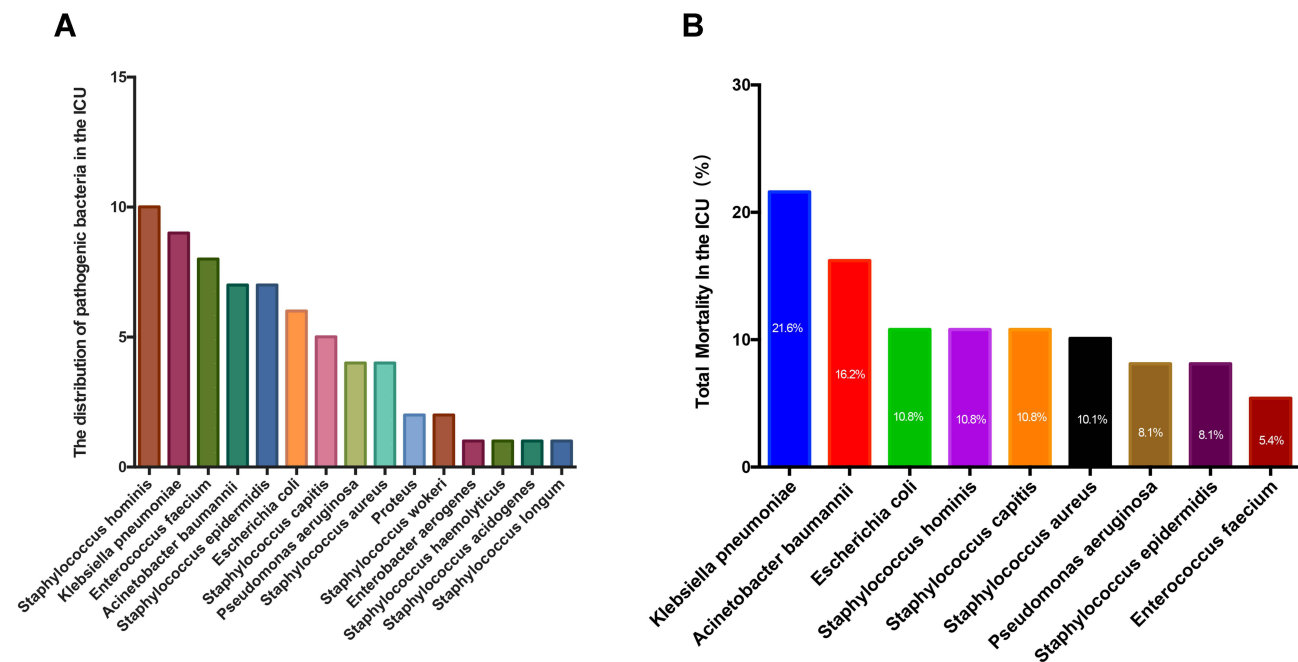 A
The distribution of pathogenic bacteria in the ICU
15
10
5
0
Staphylococcus hominis
Klebsiella pneumoniae
Enterococcus faecium
Acinetobacter baumannii
Staphylococcus epidermidis
Escherichia coli
Staphylococcus capitis
Pseudomonas aeruginosa
Staphylococcus aureus
Proteus
Staphylococcus wokeri
Enterobacter aerogenes
Staphylococcus haemolyticus
Staphylococcus acidogenes
Staphylococcus longum
B
Total Mortality In the ICU (%)
30
20
10
0
21.6%
16.2%
10.8%
10.8%
10.8%
10.1%
8.1%
8.1%
5.4%
Klebsiella pneumoniae
Acinetobacter baumannii
Escherichia coli
Staphylococcus hominis
Staphylococcus capitis
Staphylococcus aureus
Pseudomonas aeruginosa
Staphylococcus epidermidis
Enterococcus faecium